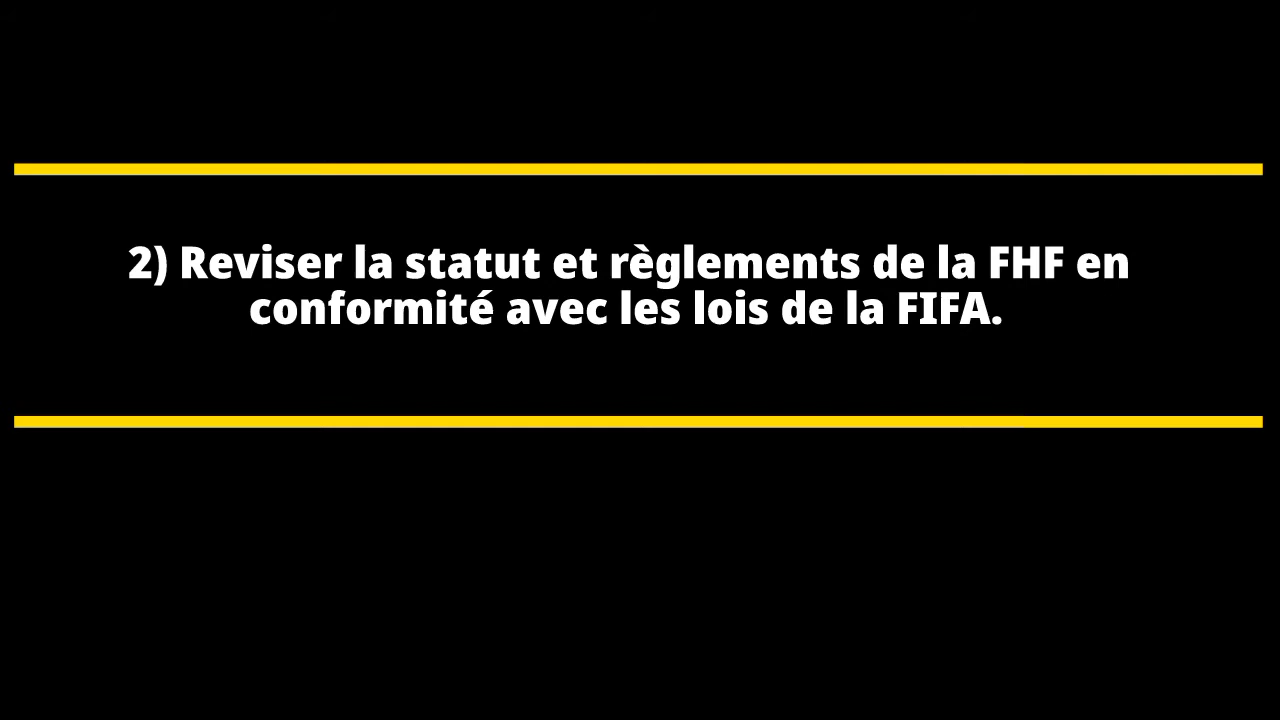 2) Reviser la statut et règlements de la FHF en
conformité avec les lois de la FIFA.